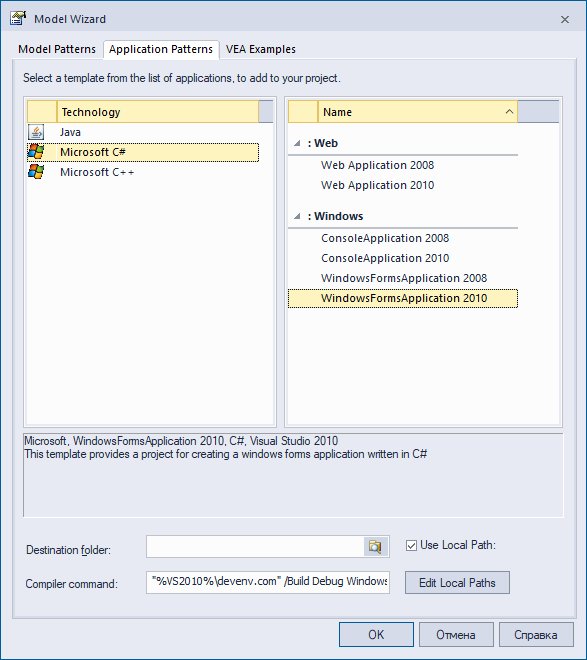 Model Wizard
Model Patterns Application Patterns VEA Examples
Select a template from the list of applications, to add to your project.
Technology
Java
Microsoft C#
Microsoft C++
Name
: Web
Web Application 2008
Web Application 2010
: Windows
ConsoleApplication 2008
ConsoleApplication 2010
WindowsFormsApplication 2008
WindowsFormsApplication 2010
Microsoft, WindowsFormsApplication 2010, C#, Visual Studio 2010
This template provides a project for creating a windows forms application written in C#
Destination folder:
Use Local Path:
Compiler command: "%VS2010%\devenv.com" /Build Debug Windows
Edit Local Paths
OK Отмена Справка